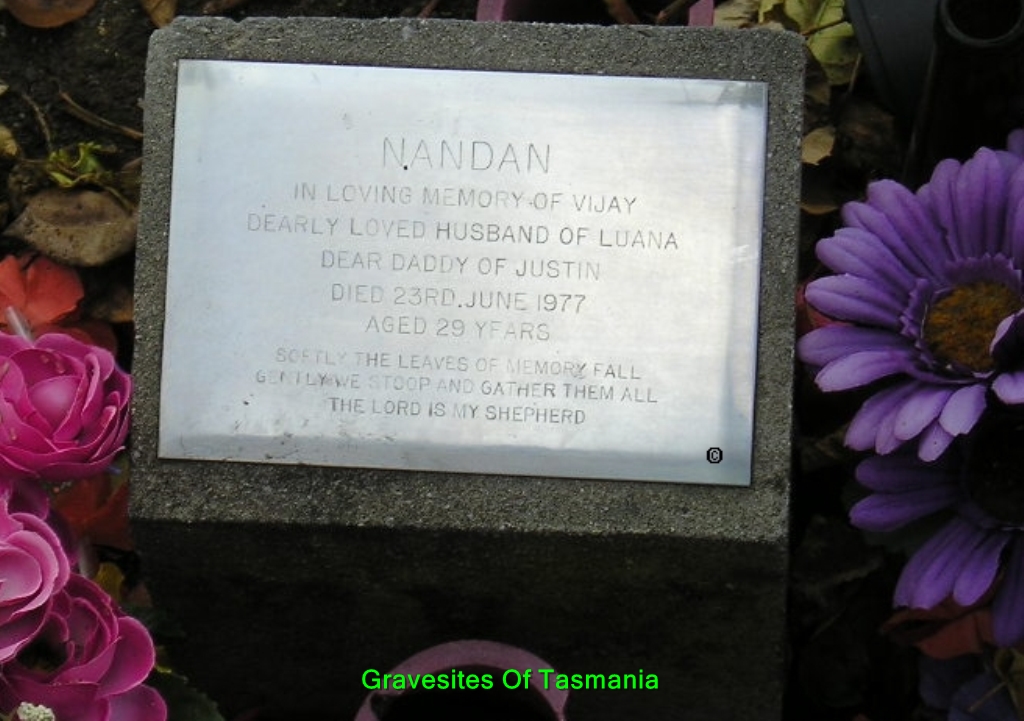 NANDAN
IN LOVING MEMORY OF VIJAY
DEARLY LOVED HUSBAND OF LUANA
DEAR DADDY OF JUSTIN
DIED 23RD.JUNE 1977
AGED 29 YEARS
SOFTLY THE LEAVES OF MEMORY FALL
GENTLY WE STOOP AND GATHER THEM ALL
THE LORD IS MY SHEPHERD
©
Gravesites Of Tasmania